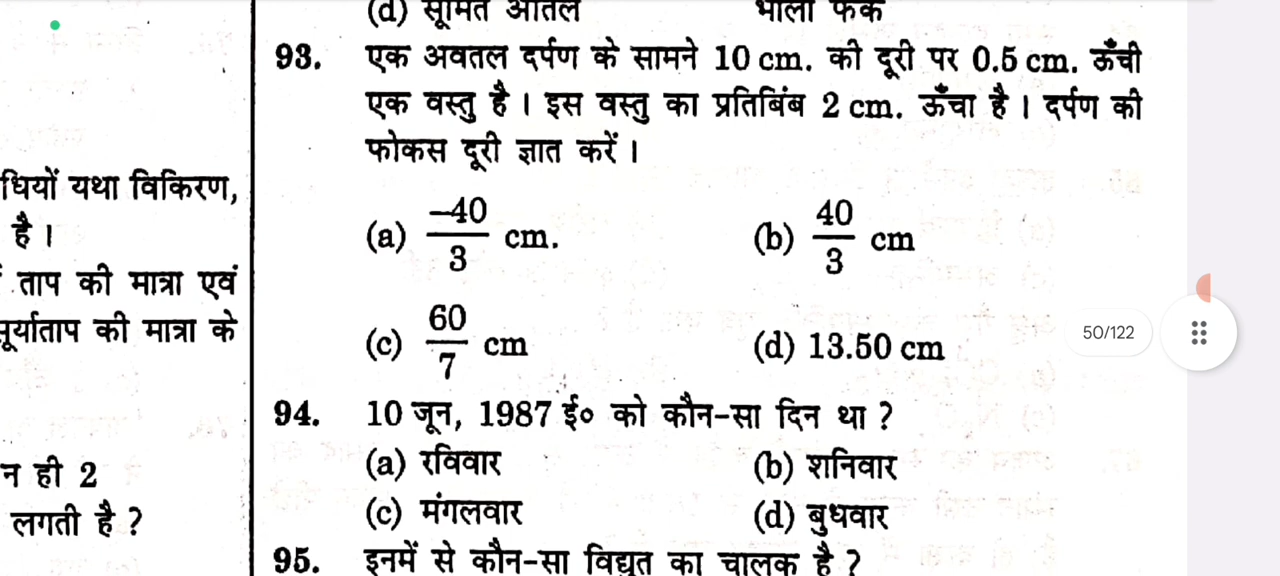 (d) सूमित आतिल भाला फेंक
93. एक अवतल दर्पण के सामने 10 cm. की दूरी पर 0.5 cm. ऊँची
एक वस्तु है। इस वस्तु का प्रतिबिंब 2 cm. ऊँचा है। दर्पण की
फोकस दूरी ज्ञात करें।
(a) –40/3 cm. (b) 40/3 cm
(c) 60/7 cm (d) 13.50 cm
94. 10 जून, 1987 ई० को कौन-सा दिन था ?
(a) रविवार (b) शनिवार
(c) मंगलवार (d) बुधवार
95. इनमें से कौन-सा विद्युत का चालक है ?
धियों यथा विकिरण,
है।
ताप की मात्रा एवं
सूर्याताप की मात्रा के
न ही 2
लगती है ?
50/122